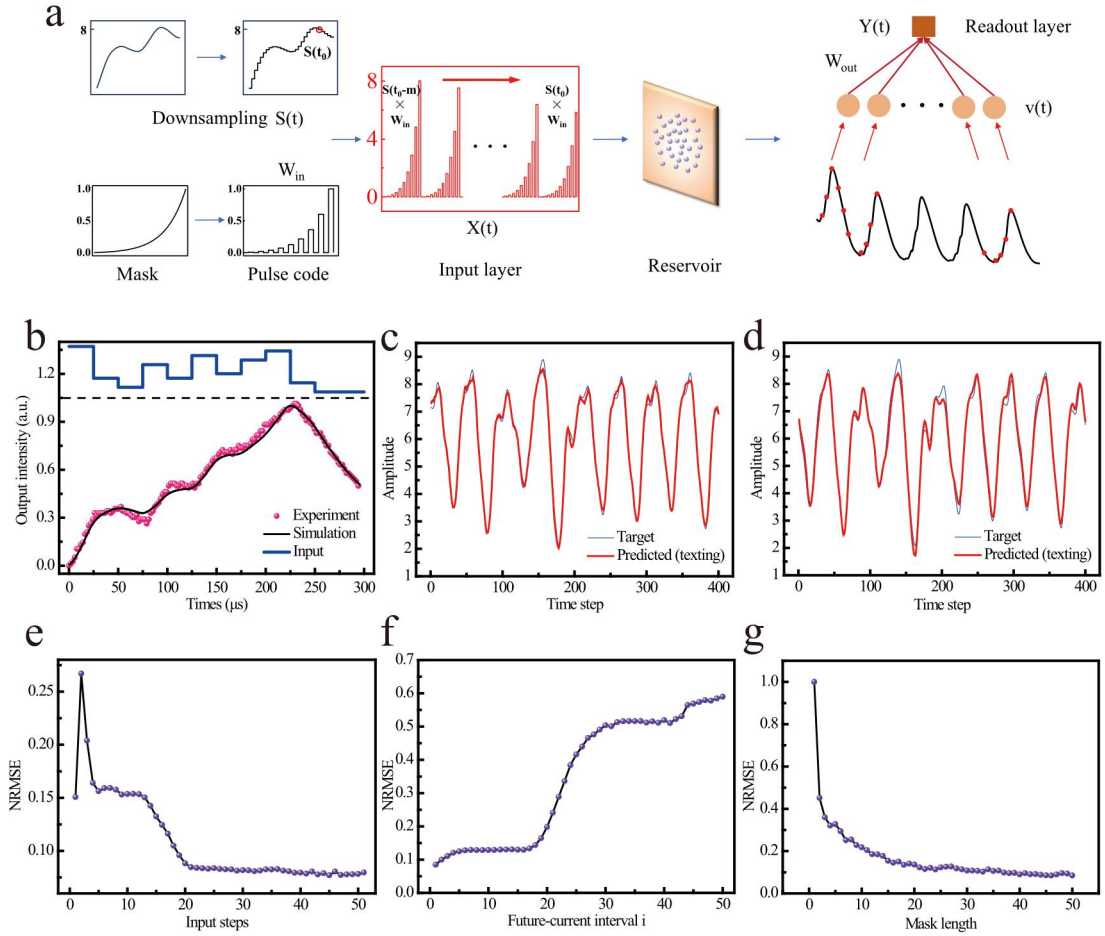 a
8
8
S(t0)
Downsampling S(t)
1.0
0.5
0.0
Mask
Win
1.0
0.5
0.0
Pulse code
8
4
0
S(t0-m)
×
Win
S(t0)
×
Win
X(t)
Input layer
Reservoir
Y(t)
Readout layer
Wout
v(t)
b
Output intensity (a.u.)
1.2
0.9
0.6
0.3
0.0
Experiment
Simulation
Input
0 50 100 150 200 250 300
Times (μs)
c
Amplitude
9
8
7
6
5
4
3
2
1
Target
Predicted (texting)
0 100 200 300 400
Time step
d
Amplitude
9
8
7
6
5
4
3
2
1
Target
Predicted (texting)
0 100 200 300 400
Time step
e
NRMSE
0.25
0.20
0.15
0.10
0 10 20 30 40 50
Input steps
f
NRMSE
0.7
0.6
0.5
0.4
0.3
0.2
0.1
0.0
0 10 20 30 40 50
Future-current interval i
g
NRMSE
1.0
0.8
0.6
0.4
0.2
0.0
0 10 20 30 40 50
Mask length